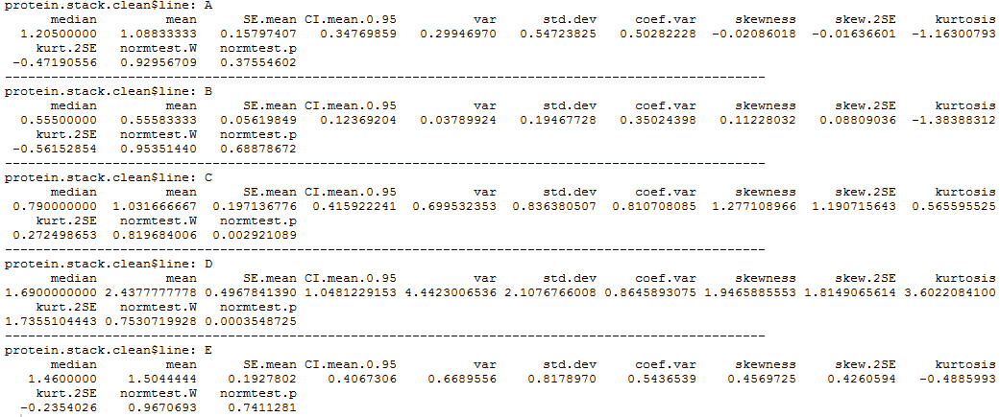 protein.stack.clean$line: A
median mean SE.mean CI.mean.0.95 var std.dev coef.var skewness skew.2SE kurtosis
1.20500000 1.08833333 0.15797407 0.34769859 0.29946970 0.54723825 0.50282228 -0.02086018 -0.01636601 -1.16300793
kurt.2SE normtest.W normtest.p
-0.47190556 0.92956709 0.37554602
--------------------------------------------------------------------------------------------------
protein.stack.clean$line: B
median mean SE.mean CI.mean.0.95 var std.dev coef.var skewness skew.2SE kurtosis
0.55500000 0.55583333 0.05619849 0.12369204 0.03789924 0.19467728 0.35024398 0.11228032 0.08809036 -1.38388312
kurt.2SE normtest.W normtest.p
-0.56152854 0.95351440 0.68878672
--------------------------------------------------------------------------------------------------
protein.stack.clean$line: C
median mean SE.mean CI.mean.0.95 var std.dev coef.var skewness skew.2SE kurtosis
0.790000000 1.031666667 0.197136776 0.415922241 0.699532353 0.836380507 0.810708085 1.277108966 1.190715643 0.565595525
kurt.2SE normtest.W normtest.p
0.272498653 0.819684006 0.002921089
--------------------------------------------------------------------------------------------------
protein.stack.clean$line: D
median mean SE.mean CI.mean.0.95 var std.dev coef.var skewness skew.2SE kurtosis
1.6900000000 2.4377777778 0.4967841390 1.0481229153 4.4423006536 2.1076766008 0.8645893075 1.9465885553 1.8149065614 3.6022084100
kurt.2SE normtest.W normtest.p
1.7355104443 0.7530719928 0.0003548725
--------------------------------------------------------------------------------------------------
protein.stack.clean$line: E
median mean SE.mean CI.mean.0.95 var std.dev coef.var skewness skew.2SE kurtosis
1.4600000 1.5044444 0.1927802 0.4067306 0.6689556 0.8178970 0.5436539 0.4569725 0.4260594 -0.4885993
kurt.2SE normtest.W normtest.p
-0.2354026 0.9670693 0.7411281